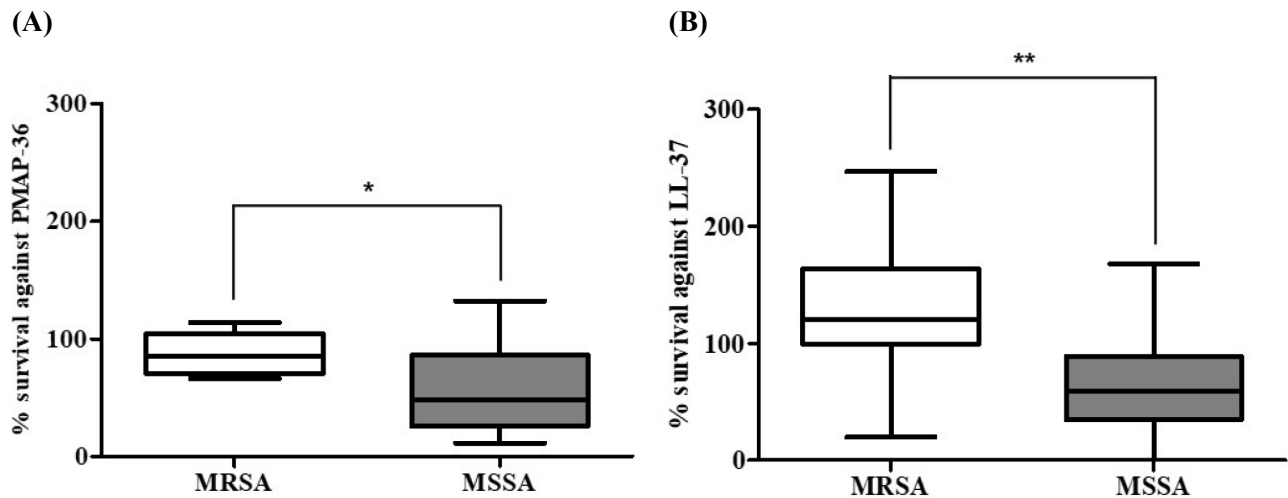 (A)
% survival against PMAP-36
300
200
100
0
*
MRSA
MSSA
(B)
% survival against LL-37
300
200
100
0
**
MRSA
MSSA